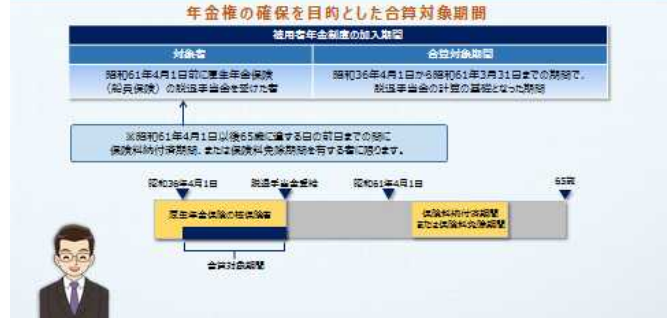 年金権の確保を目的とした合算対象期間
被用者年金制度の加入期間
対象者
合算対象期間
昭和61年4月1日前に厚生年金保険
（船員保険）の脱退手当金を受けた者
昭和36年4月1日から昭和61年3月31日までの期間で、
脱退手当金の計算の基礎となった期間
※昭和61年4月1日以後65歳に達する日の前日までの間に
保険料納付済期間、または保険料免除期間を有する者に限ります。
昭和36年4月1日
脱退手当金受給
昭和61年4月1日
65歳
厚生年金保険の被保険者
保険料納付済期間
または保険料免除期間
合算対象期間